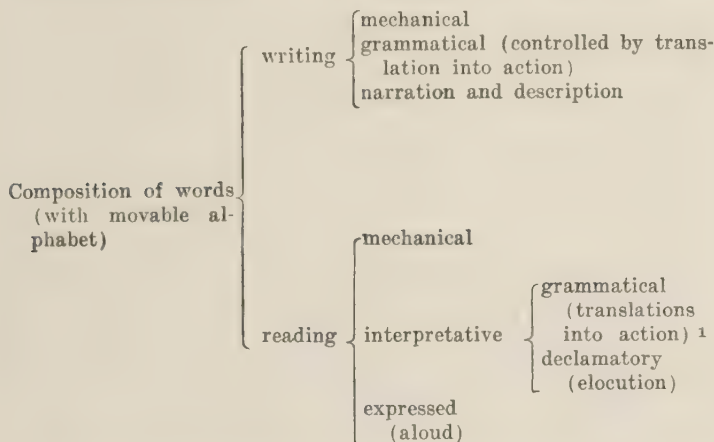 mechanical
writing grammatical (controlled by trans-
lation into action)
narration and description
Composition of words
(with movable al-
phabet)
mechanical
grammatical
(translations
reading interpretative into action) 1
declamatory
(elocution)
expressed
(aloud)